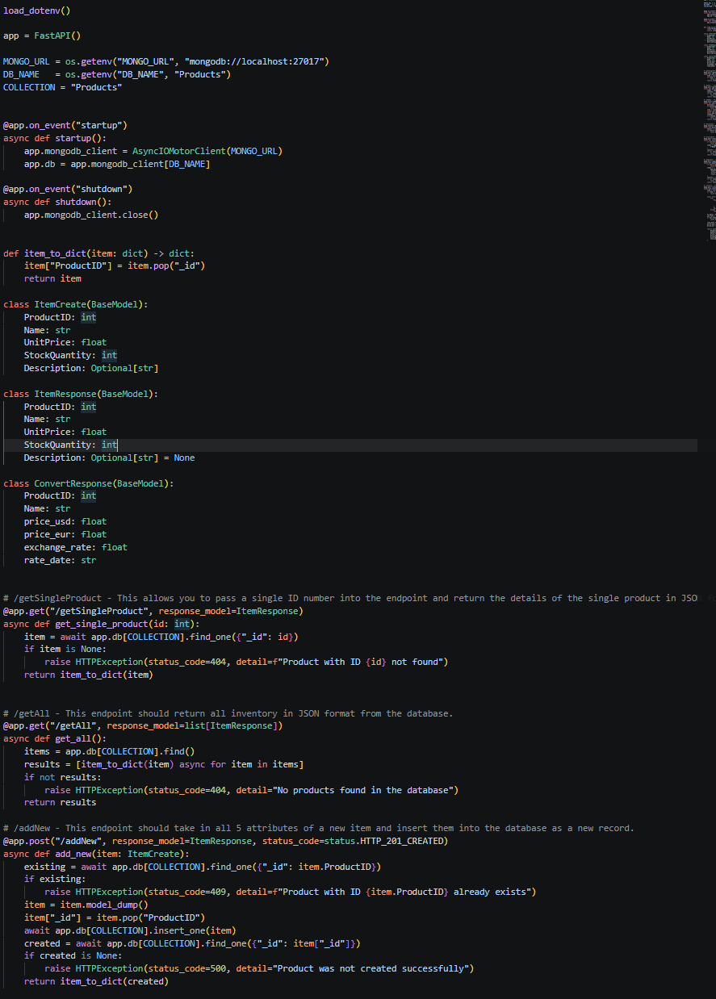 load_dotenv()
app = FastAPI()
MONGO_URL = os.getenv("MONGO_URL", "mongodb://localhost:27017")
DB_NAME   = os.getenv("DB_NAME", "Products")
COLLECTION = "Products"
@app.on_event("startup")
async def startup():
    app.mongodb_client = AsyncIOMotorClient(MONGO_URL)
    app.db = app.mongodb_client[DB_NAME]
@app.on_event("shutdown")
async def shutdown():
    app.mongodb_client.close()
def item_to_dict(item: dict) -> dict:
    item["ProductID"] = item.pop("_id")
    return item
class ItemCreate(BaseModel):
    ProductID: int
    Name: str
    UnitPrice: float
    StockQuantity: int
    Description: Optional[str]
class ItemResponse(BaseModel):
    ProductID: int
    Name: str
    UnitPrice: float
    StockQuantity: int
    Description: Optional[str] = None
class ConvertResponse(BaseModel):
    ProductID: int
    Name: str
    price_usd: float
    price_eur: float
    exchange_rate: float
    rate_date: str
# /getSingleProduct - This allows you to pass a single ID number into the endpoint and return the details of the single product in JSO
@app.get("/getSingleProduct", response_model=ItemResponse)
async def get_single_product(id: int):
    item = await app.db[COLLECTION].find_one({"_id": id})
    if item is None:
        raise HTTPException(status_code=404, detail=f"Product with ID {id} not found")
    return item_to_dict(item)
# /getAll - This endpoint should return all inventory in JSON format from the database.
@app.get("/getAll", response_model=list[ItemResponse])
async def get_all():
    items = app.db[COLLECTION].find()
    results = [item_to_dict(item) async for item in items]
    if not results:
        raise HTTPException(status_code=404, detail="No products found in the database")
    return results
# /addNew - This endpoint should take in all 5 attributes of a new item and insert them into the database as a new record.
@app.post("/addNew", response_model=ItemResponse, status_code=status.HTTP_201_CREATED)
async def add_new(item: ItemCreate):
    existing = await app.db[COLLECTION].find_one({"_id": item.ProductID})
    if existing:
        raise HTTPException(status_code=409, detail=f"Product with ID {item.ProductID} already exists")
    item = item.model_dump()
    item["_id"] = item.pop("ProductID")
    await app.db[COLLECTION].insert_one(item)
    created = await app.db[COLLECTION].find_one({"_id": item["_id"]})
    if created is None:
        raise HTTPException(status_code=500, detail="Product was not created successfully")
    return item_to_dict(created)